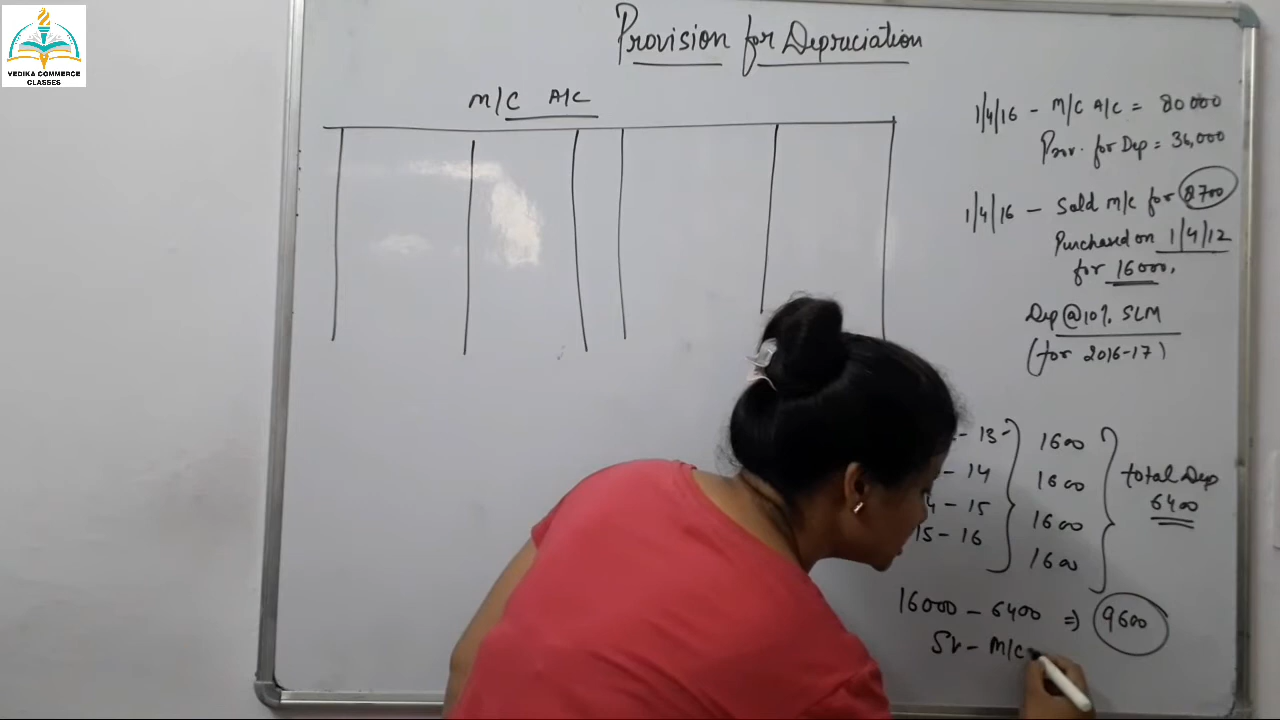 VEDIKA COMMERCE
CLASSES
Provision for Depreciation
M/C A/C
1/4/16 - M/C A/C = 80000
Prov. for Dep = 36,000
1/4/16 - Sold M/C for 8700
Purchased on 1/4/12
for 16000.
Dep @10% SLM
(for 2016-17)
- 13 - 1600
- 14 1600
4 - 15 1600
15 - 16 1600
total Dep
6400
16000 - 6400 => 9600
M/C